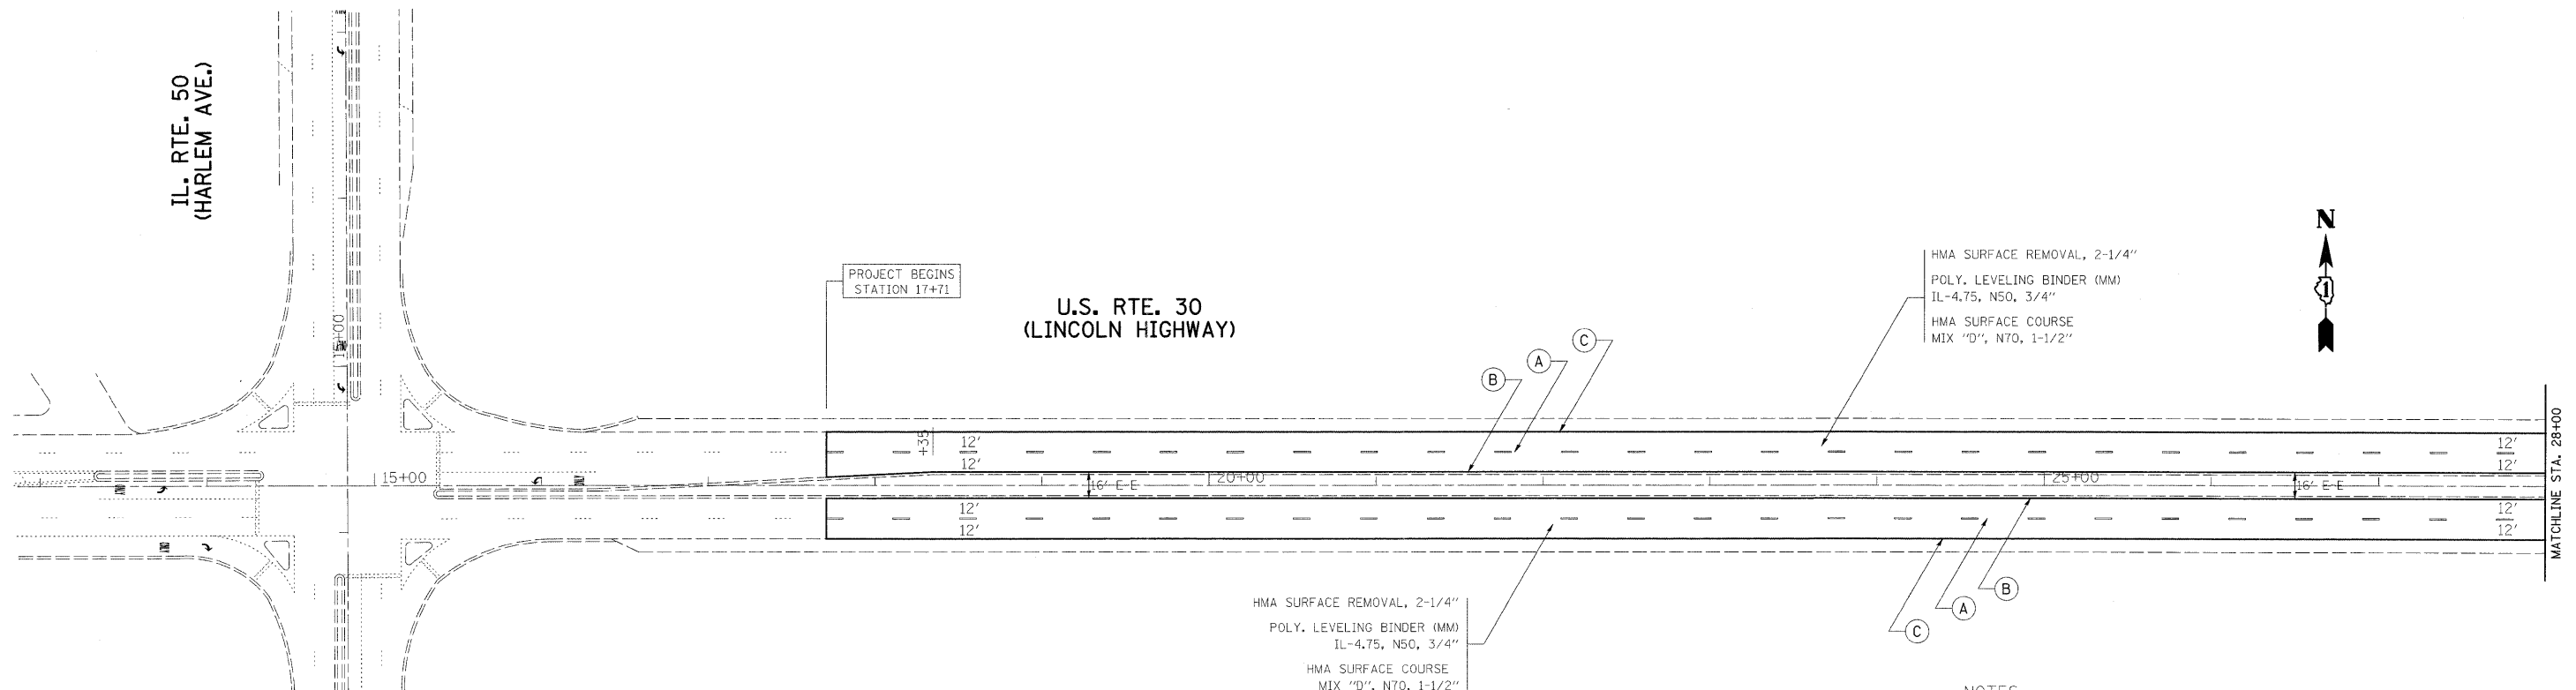 IL. RTE. 50
(HARLEM AVE.)
15+00
15+00
PROJECT BEGINS
STATION 17+71
U.S. RTE. 30
(LINCOLN HIGHWAY)
+35
12'
12'
12'
12'
16' E-E
20+00
B
A
C
HMA SURFACE REMOVAL, 2-1/4"
POLY. LEVELING BINDER (MM)
IL-4.75, N50, 3/4"
HMA SURFACE COURSE
MIX "D", N70, 1-1/2"
N
1
25+00
16' E-E
12'
12'
12'
12'
MATCHLINE STA. 28+00
HMA SURFACE REMOVAL, 2-1/4"
POLY. LEVELING BINDER (MM)
IL-4.75, N50, 3/4"
HMA SURFACE COURSE
MIX "D", N70, 1-1/2"
B
A
C
NOTES